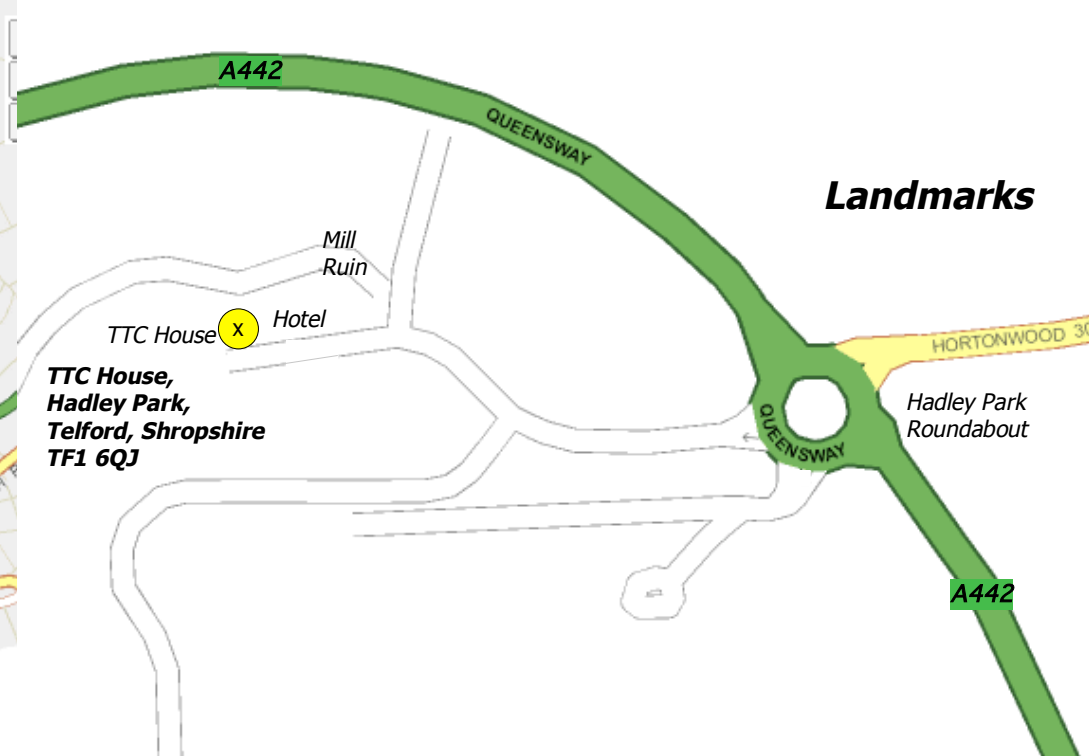 A442
QUEENSWAY
Landmarks
Mill
Ruin
Hotel
TTC House
x
TTC House,
Hadley Park,
Telford, Shropshire
TF1 6QJ
HORTONWOOD 30
Hadley Park
Roundabout
QUEENSWAY
A442